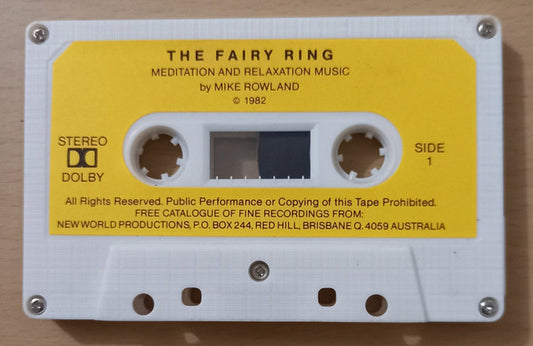 THE FAIRY RING
MEDITATION AND RELAXATION MUSIC
by MIKE ROWLAND
© 1982
STEREO
DOLBY
SIDE
1
All Rights Reserved. Public Performance or Copying of this Tape Prohibited.
FREE CATALOGUE OF FINE RECORDINGS FROM:
NEW WORLD PRODUCTIONS, P.O. BOX 244, RED HILL, BRISBANE Q. 4059 AUSTRALIA